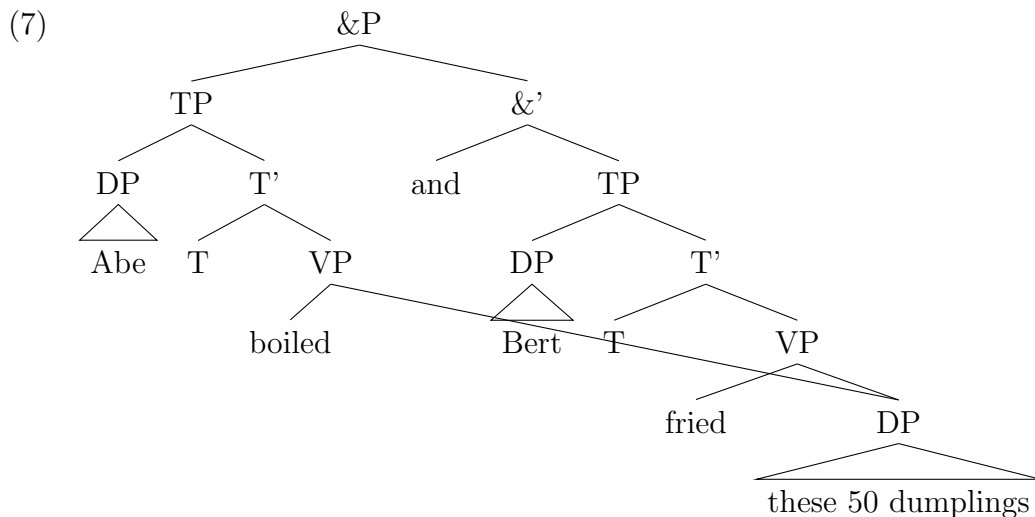 (7) &P
TP &'
DP T' and TP
Abe T VP DP T'
boiled Bert T VP
fried DP
these 50 dumplings